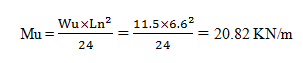 Mu = Wu×Ln²/24 = 11.5×6.6²/24 = 20.82 KN/m